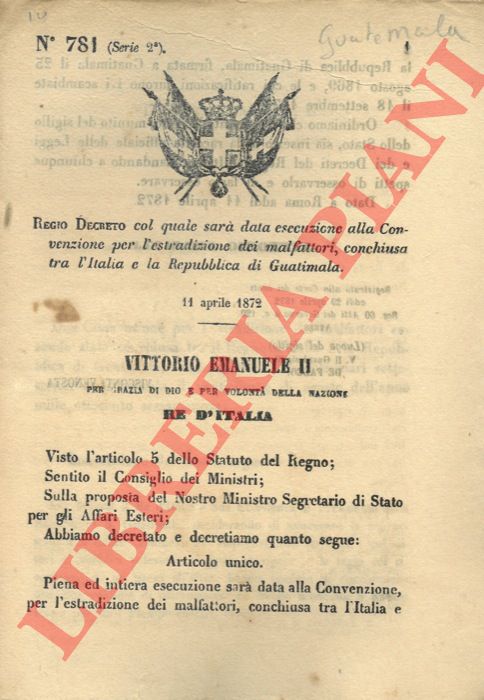 10
Guatemala
N° 781 (Serie 2ª).
1
REGIO DECRETO col quale sarà data esecuzione alla Con-
venzione per l'estradizione dei malfattori, conchiusa
tra l'Italia e la Repubblica di Guatimala.
11 aprile 1872
VITTORIO EMANUELE II
PER GRAZIA DI DIO E PER VOLONTÀ DELLA NAZIONE
RE D'ITALIA
Visto l'articolo 5 dello Statuto del Regno;
Sentito il Consiglio dei Ministri;
Sulla proposta del Nostro Ministro Segretario di Stato
per gli Affari Esteri;
Abbiamo decretato e decretiamo quanto segue:
Articolo unico.
Piena ed intiera esecuzione sarà data alla Convenzione,
per l'estradizione dei malfattori, conchiusa tra l'Italia e
LIBRERIA PIANI